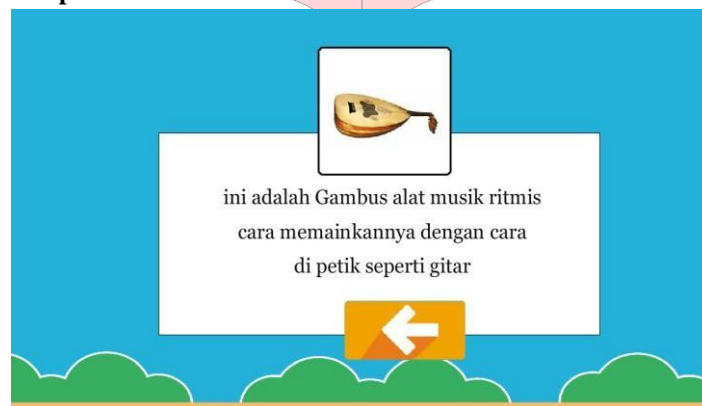 ini adalah Gambus alat musik ritmis
cara memainkannya dengan cara
di petik seperti gitar